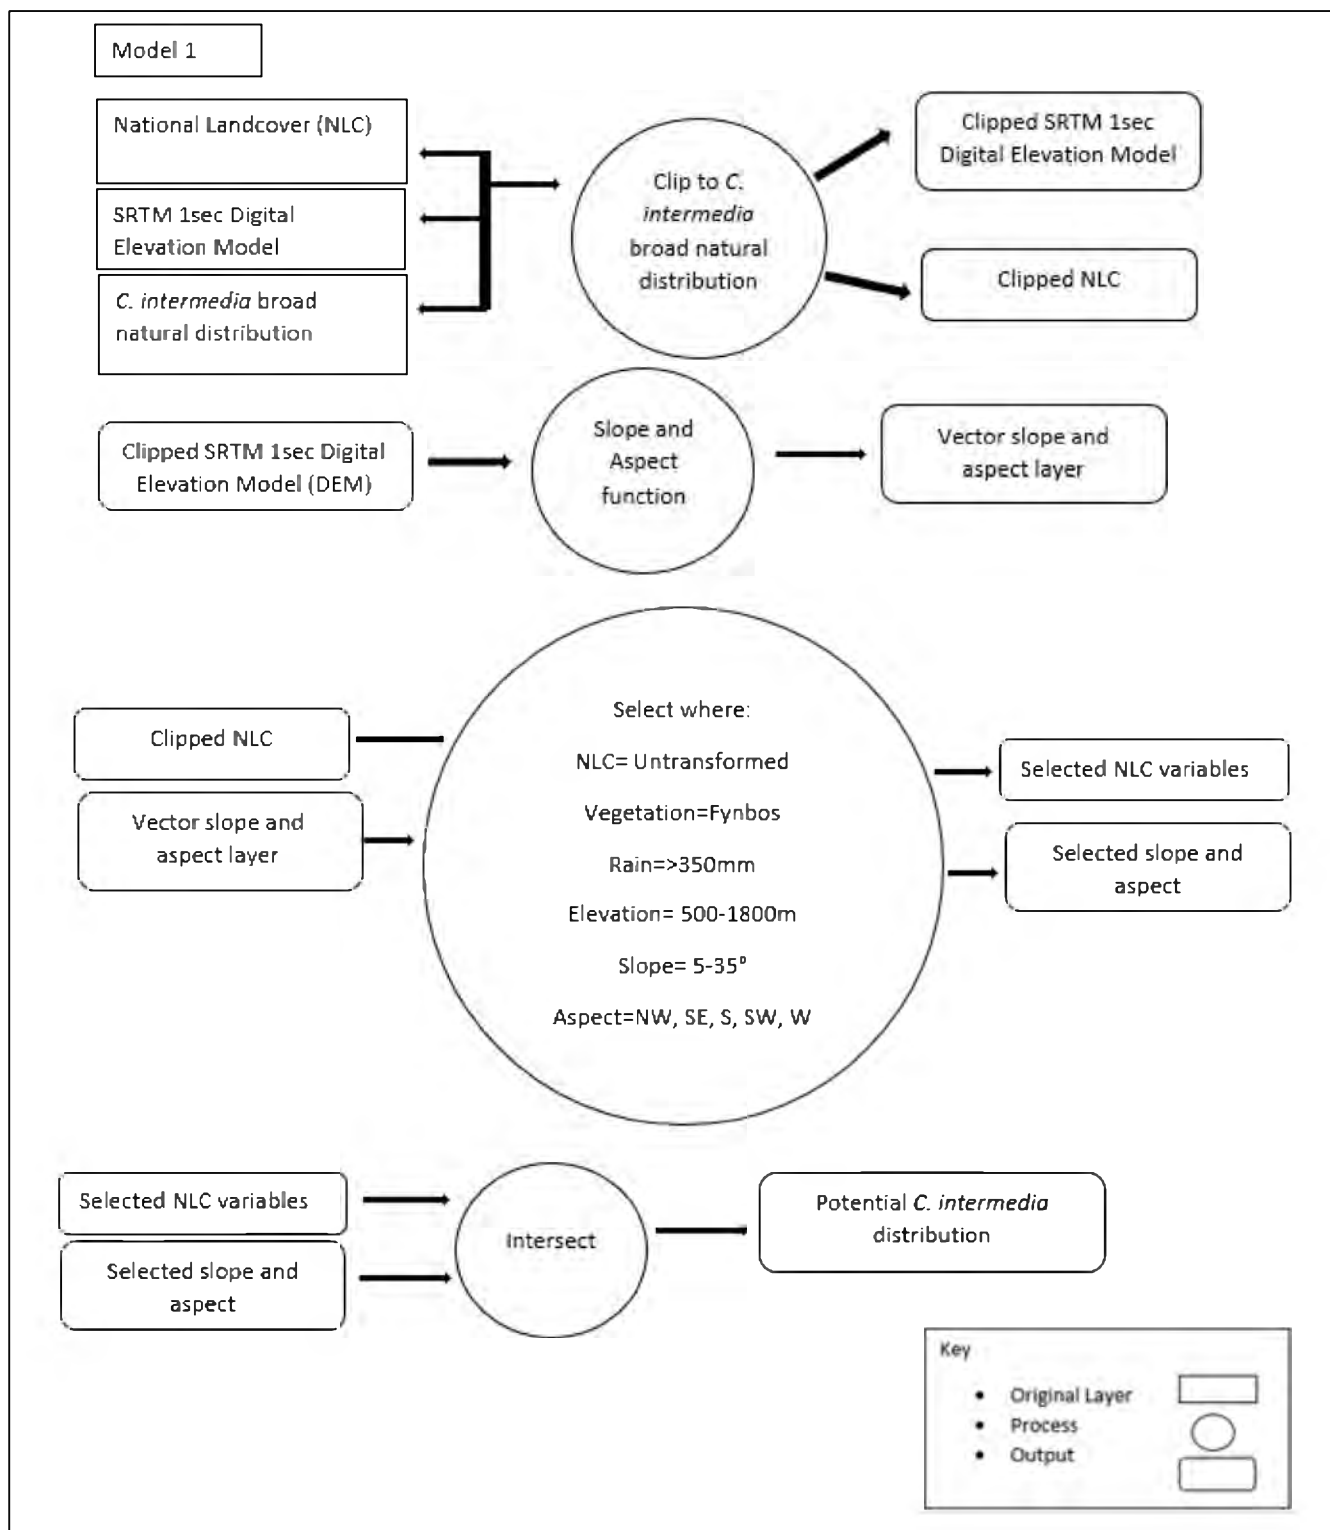 Model 1
National Landcover (NLC)
SRTM 1sec Digital
Elevation Model
C. intermedia broad
natural distribution
Clip to C.
intermedia
broad natural
distribution
Clipped SRTM 1sec
Digital Elevation Model
Clipped NLC
Clipped SRTM 1sec Digital
Elevation Model (DEM)
Slope and
Aspect
function
Vector slope and
aspect layer
Clipped NLC
Vector slope and
aspect layer
Select where:
NLC= Untransformed
Vegetation=Fynbos
Rain=>350mm
Elevation= 500-1800m
Slope= 5-35°
Aspect=NW, SE, S, SW, W
Selected NLC variables
Selected slope and
aspect
Selected NLC variables
Selected slope and
aspect
Intersect
Potential C. intermedia
distribution
Key
• Original Layer
• Process
• Output